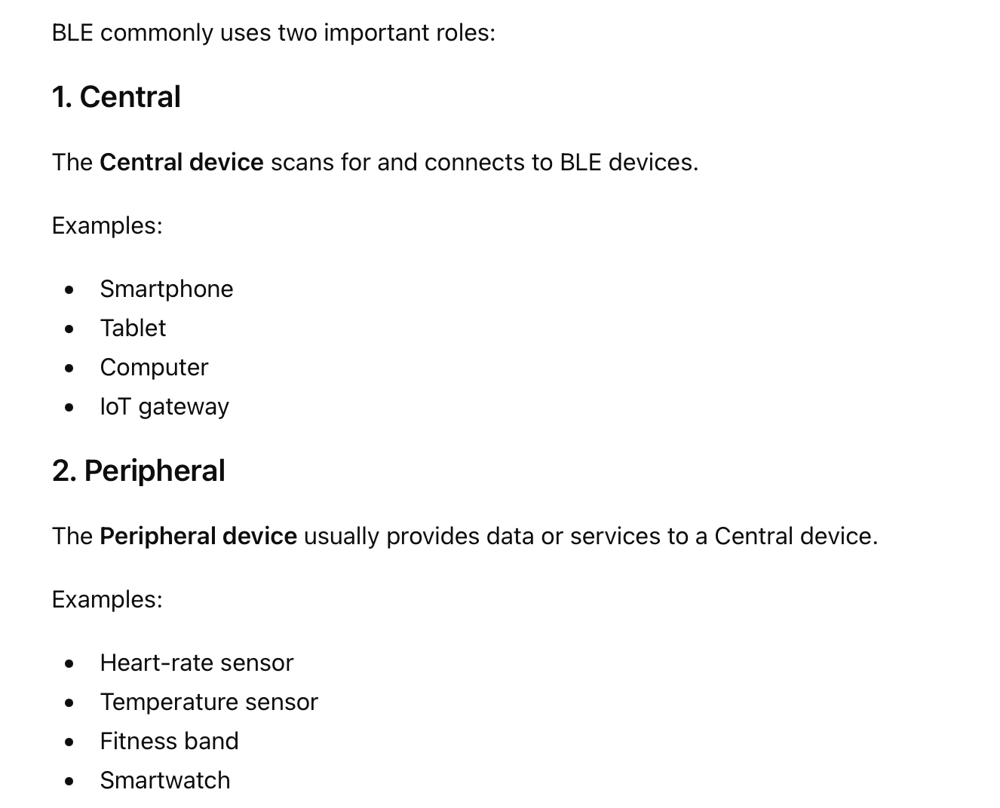 BLE commonly uses two important roles:
1. Central
The Central device scans for and connects to BLE devices.
Examples:
• Smartphone
• Tablet
• Computer
• IoT gateway
2. Peripheral
The Peripheral device usually provides data or services to a Central device.
Examples:
• Heart-rate sensor
• Temperature sensor
• Fitness band
• Smartwatch